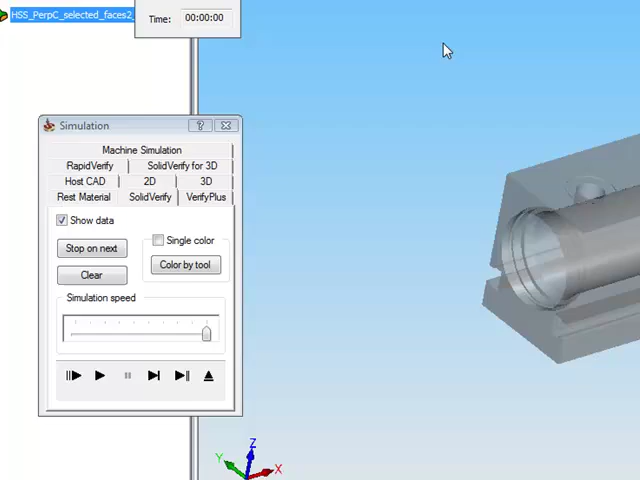 HSS_PerpC_selected_faces2_
Time: 00:00:00
Simulation
?
Machine Simulation
RapidVerify SolidVerify for 3D
Host CAD 2D 3D
Rest Material SolidVerify VerifyPlus
Show data
Stop on next Single color
Clear Color by tool
Simulation speed
Z
Y
X